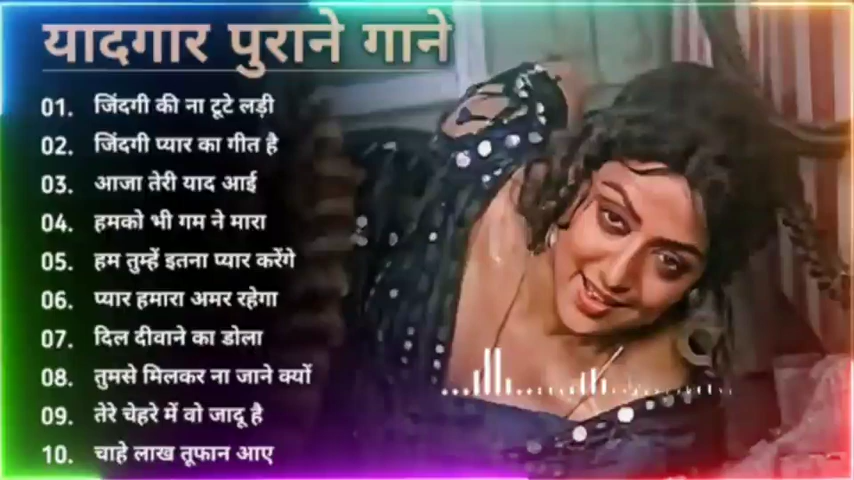 यादगार पुराने गाने
01. जिंदगी की ना टूटे लड़ी
02. जिंदगी प्यार का गीत है
03. आजा तेरी याद आई
04. हमको भी गम ने मारा
05. हम तुम्हें इतना प्यार करेंगे
06. प्यार हमारा अमर रहेगा
07. दिल दीवाने का डोला
08. तुमसे मिलकर ना जाने क्यों
09. तेरे चेहरे में वो जादू है
10. चाहे लाख तूफान आए